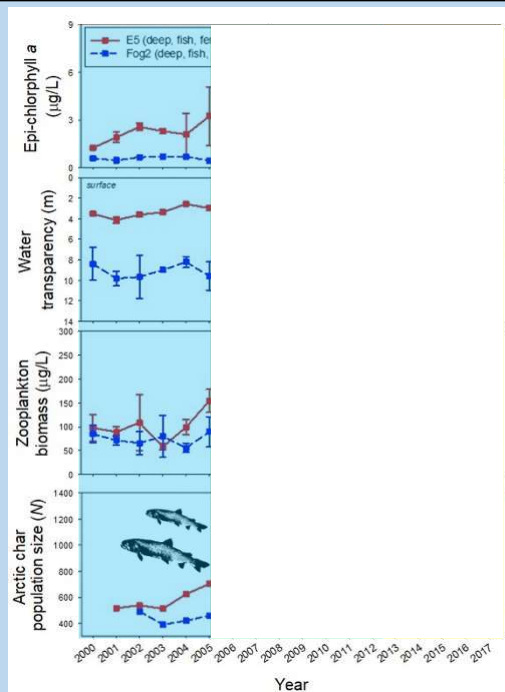 Epi-chlorophyll a
(µg/L)
9
6
3
0
E5 (deep, fish,
Fog2 (deep, fish,
Water
transparency (m)
surface
0
2
4
6
8
10
12
14
Zooplankton
biomass (µg/L)
300
250
200
150
100
50
0
Arctic char
population size (N)
1400
1200
1000
800
600
400
2000 2001 2002 2003 2004 2005 2006 2007 2008 2009 2010 2011 2012 2013 2014 2015 2016 2017
Year